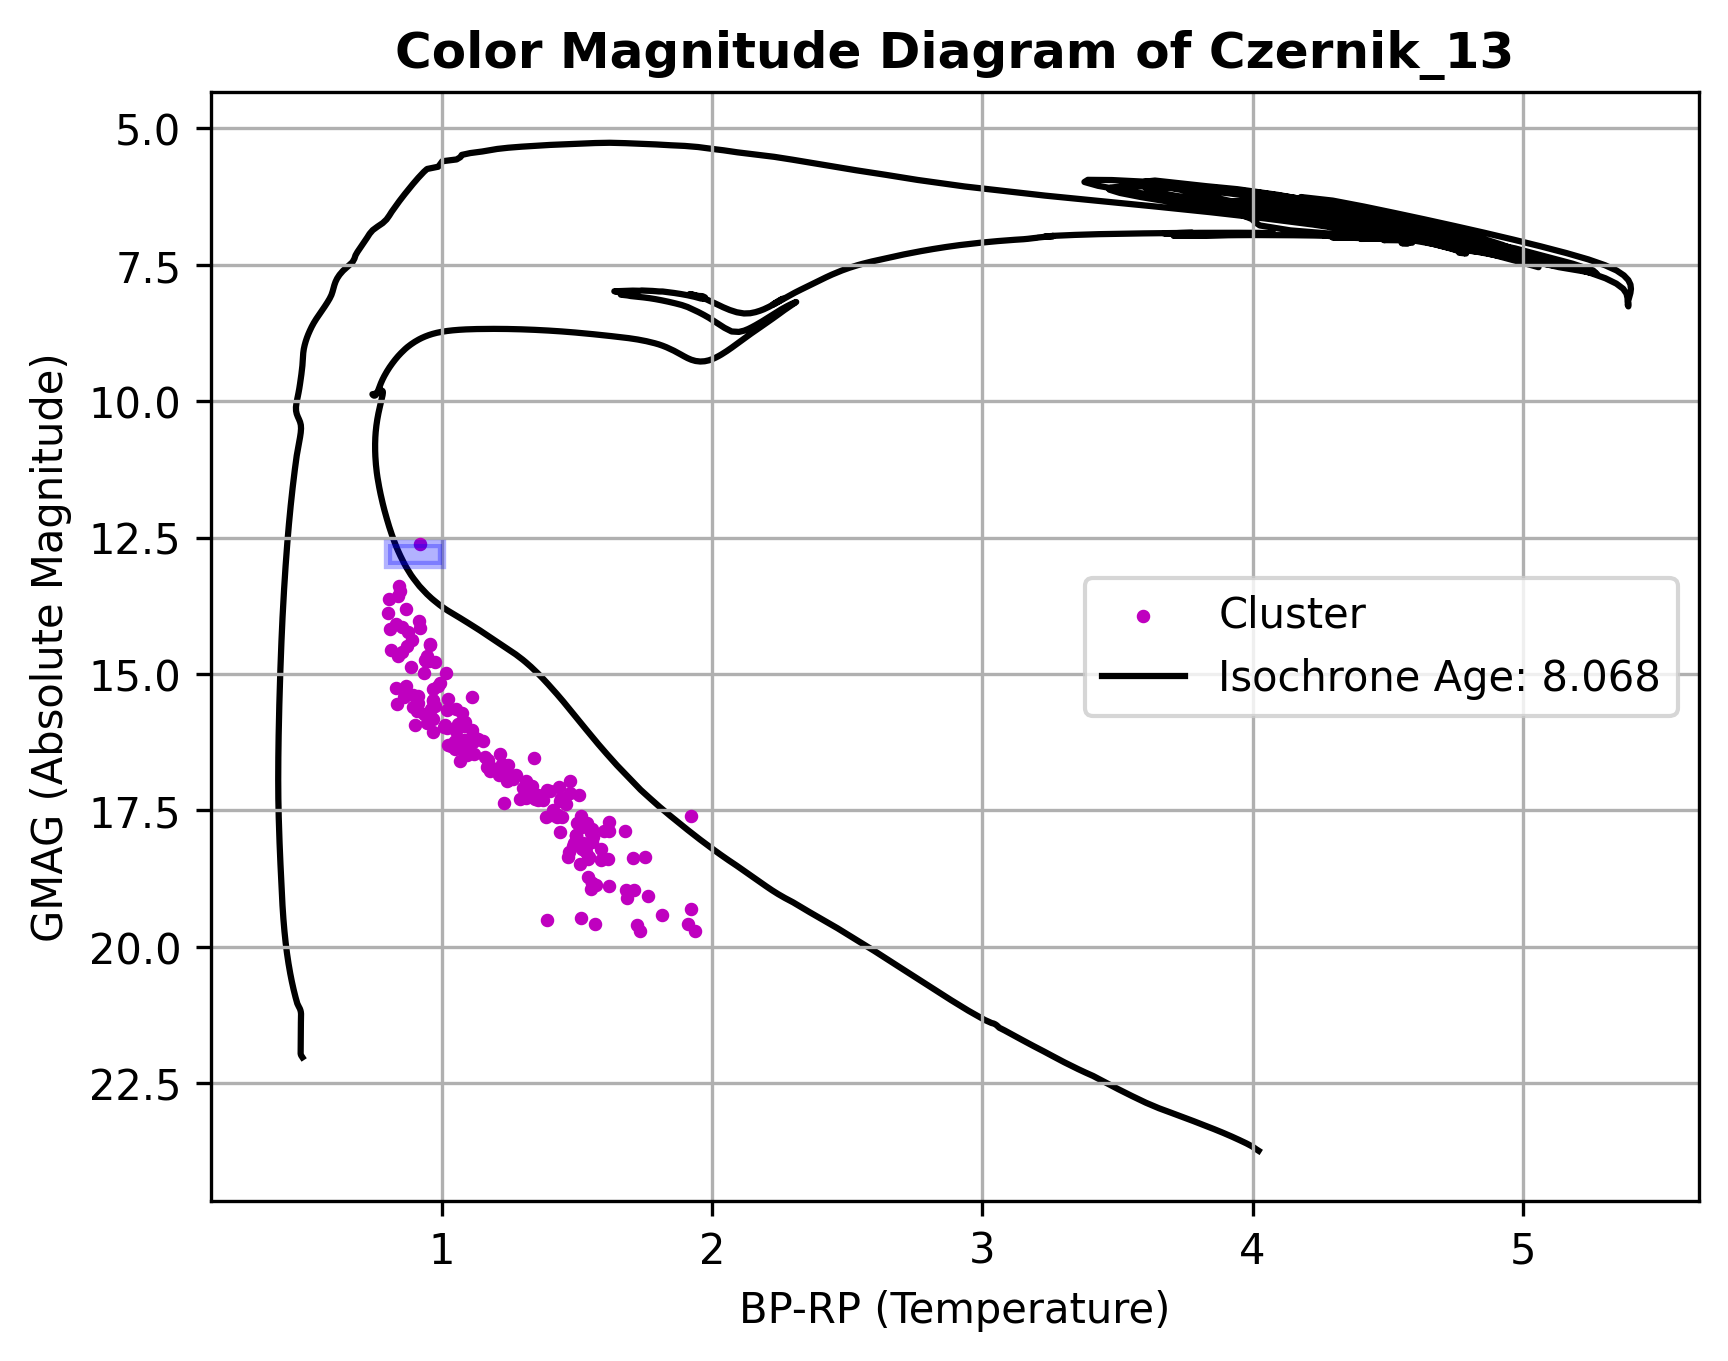 Color Magnitude Diagram of Czernik_13
GMAG (Absolute Magnitude)
5.0
7.5
10.0
12.5
15.0
17.5
20.0
22.5
Cluster
Isochrone Age: 8.068
1 2 3 4 5
BP-RP (Temperature)